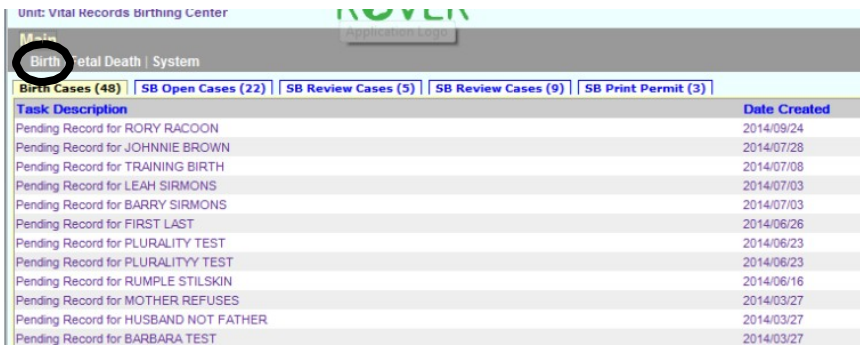 Unit: Vital Records Birthing Center
ROVER
Application Logo
Main
Birth | Fetal Death | System
Birth Cases (48) SB Open Cases (22) SB Review Cases (5) SB Review Cases (9) SB Print Permit (3)
Task Description Date Created
Pending Record for RORY RACOON 2014/09/24
Pending Record for JOHNNIE BROWN 2014/07/28
Pending Record for TRAINING BIRTH 2014/07/08
Pending Record for LEAH SIRMONS 2014/07/03
Pending Record for BARRY SIRMONS 2014/07/03
Pending Record for FIRST LAST 2014/06/26
Pending Record for PLURALITY TEST 2014/06/23
Pending Record for PLURALITYY TEST 2014/06/23
Pending Record for RUMPLE STILSKIN 2014/06/16
Pending Record for MOTHER REFUSES 2014/03/27
Pending Record for HUSBAND NOT FATHER 2014/03/27
Pending Record for BARBARA TEST 2014/03/27